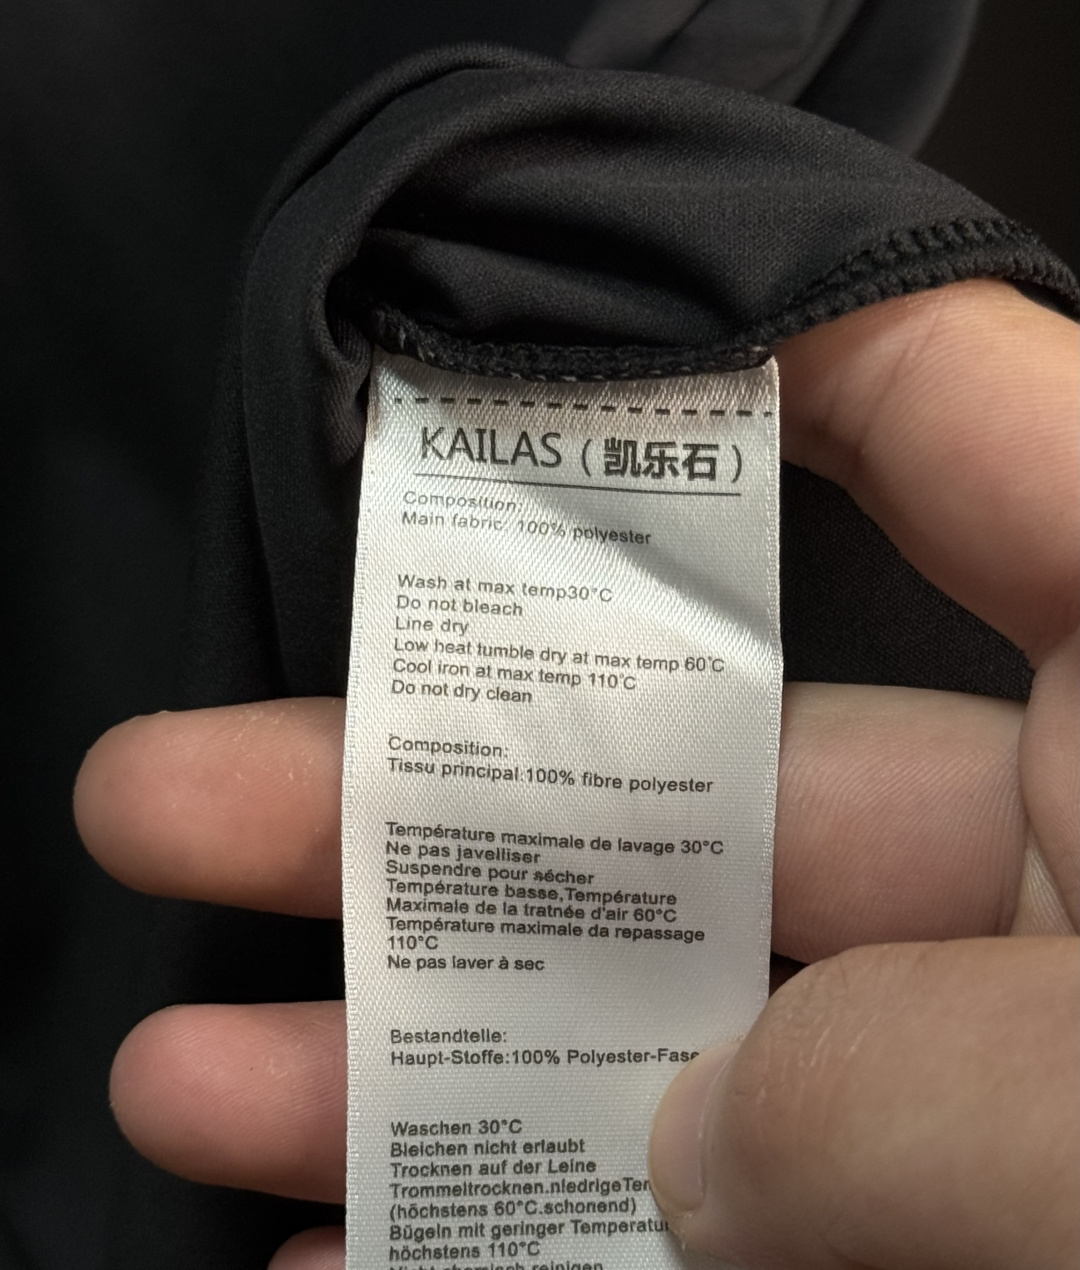 KAILAS（凯乐石）
Composition:
Main fabric: 100% polyester
Wash at max temp30°C
Do not bleach
Line dry
Low heat tumble dry at max temp 60°C
Cool iron at max temp 110°C
Do not dry clean
Composition:
Tissu principal:100% fibre polyester
Température maximale de lavage 30°C
Ne pas javelliser
Suspendre pour sécher
Température basse,Température
Maximale de la tratnée d'air 60°C
Température maximale da repassage
110°C
Ne pas laver à sec
Bestandtelle:
Haupt-Stoffe:100% Polyester-Fase
Waschen 30°C
Bleichen nicht erlaubt
Trocknen auf der Leine
Trommeltrocknen.niedrige
(höchstens 60°C.schonend)
Bügeln mit geringer Temperatu
höchstens 110°C